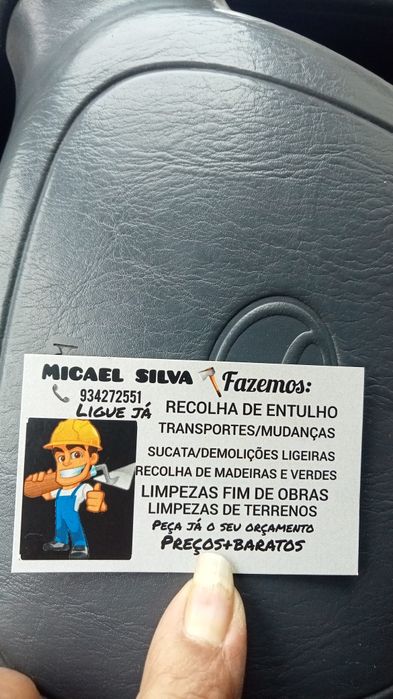 MICAEL SILVA
934272551
LIGUE JÁ
Fazemos:
RECOLHA DE ENTULHO
TRANSPORTES/MUDANÇAS
SUCATA/DEMOLIÇÕES LIGEIRAS
RECOLHA DE MADEIRAS E VERDES
LIMPEZAS FIM DE OBRAS
LIMPEZAS DE TERRENOS
PEÇA JÁ O SEU ORÇAMENTO
PREÇOS+BARATOS